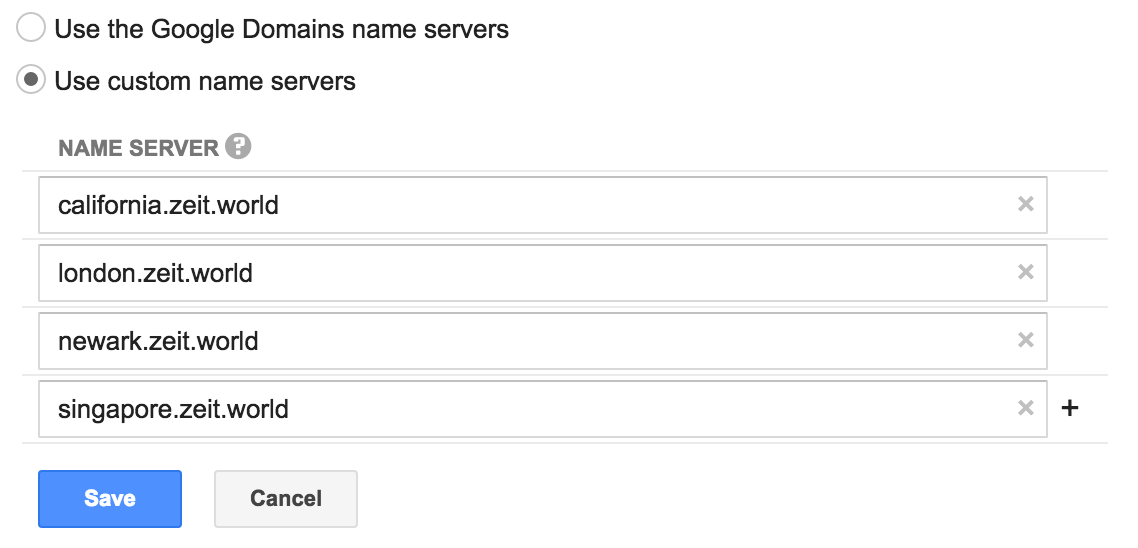 Use the Google Domains name servers
Use custom name servers
NAME SERVER ?
california.zeit.world ×
london.zeit.world ×
newark.zeit.world ×
singapore.zeit.world × +
Save Cancel